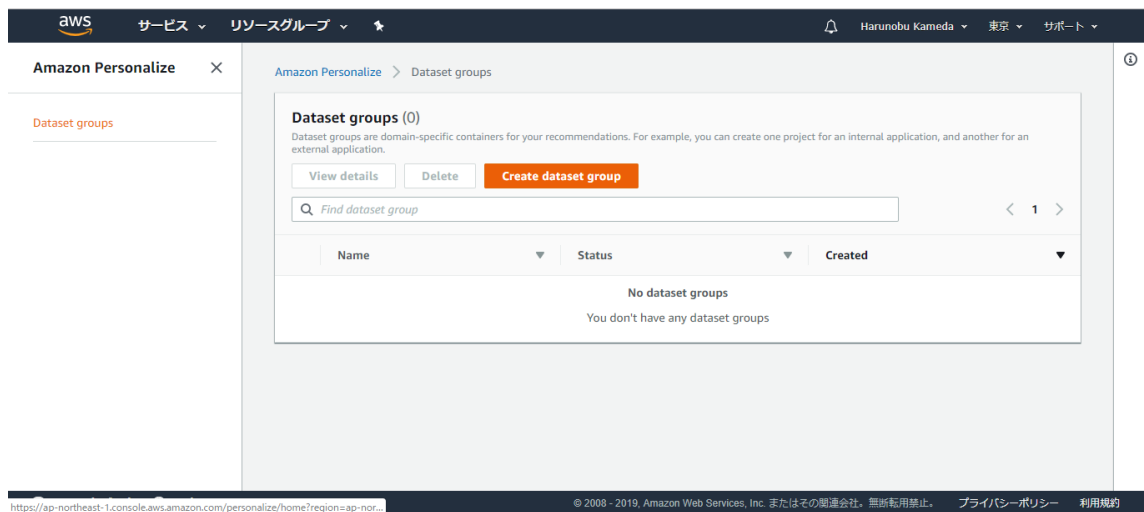 aws サービス リソースグループ Harunobu Kameda 東京 サポート
Amazon Personalize
Dataset groups
Amazon Personalize > Dataset groups
Dataset groups (0)
Dataset groups are domain-specific containers for your recommendations. For example, you can create one project for an internal application, and another for an
external application.
View details Delete Create dataset group
Find dataset group
< 1 >
Name Status Created
No dataset groups
You don't have any dataset groups
https://ap-northeast-1.console.aws.amazon.com/personalize/home?region=ap-nor...
© 2008 - 2019, Amazon Web Services, Inc. またはその関連会社。無断転用禁止。 プライバシーポリシー 利用規約